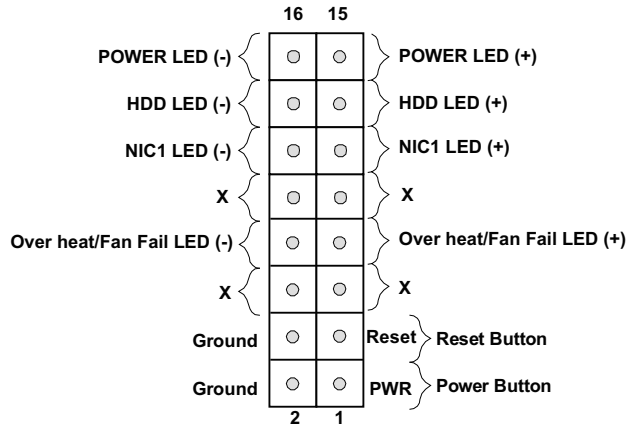 16 15
POWER LED (-) POWER LED (+)
HDD LED (-) HDD LED (+)
NIC1 LED (-) NIC1 LED (+)
X X
Over heat/Fan Fail LED (-) Over heat/Fan Fail LED (+)
X X
Ground Reset Reset Button
Ground PWR Power Button
2 1